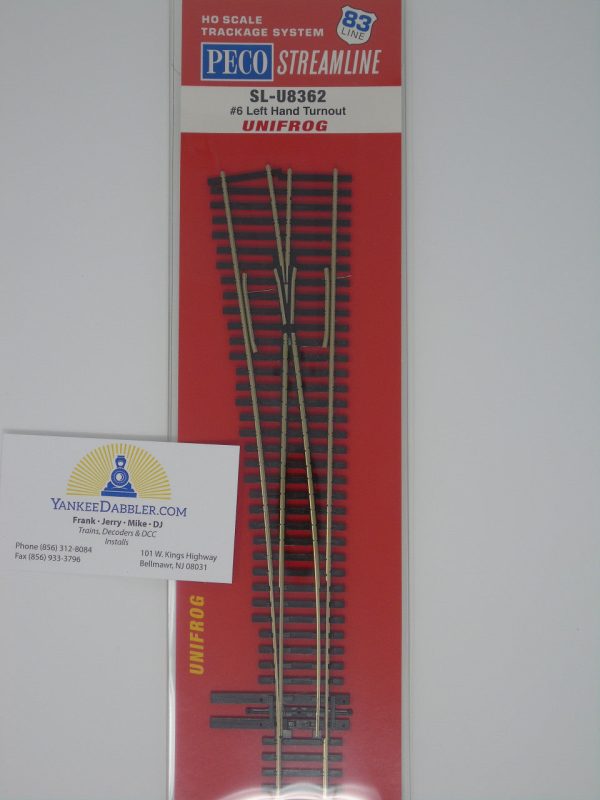 HO SCALE
TRACKAGE SYSTEM
83
LINE
PECO STREAMLINE
SL-U8362
#6 Left Hand Turnout
UNIFROG
YANKEEDABBLER.COM
Frank • Jerry • Mike • DJ
Trains, Decoders & DCC
Installs
Phone (856) 312-8084
Fax (856) 933-3796
101 W. Kings Highway
Bellmawr, NJ 08031
UNIFROG